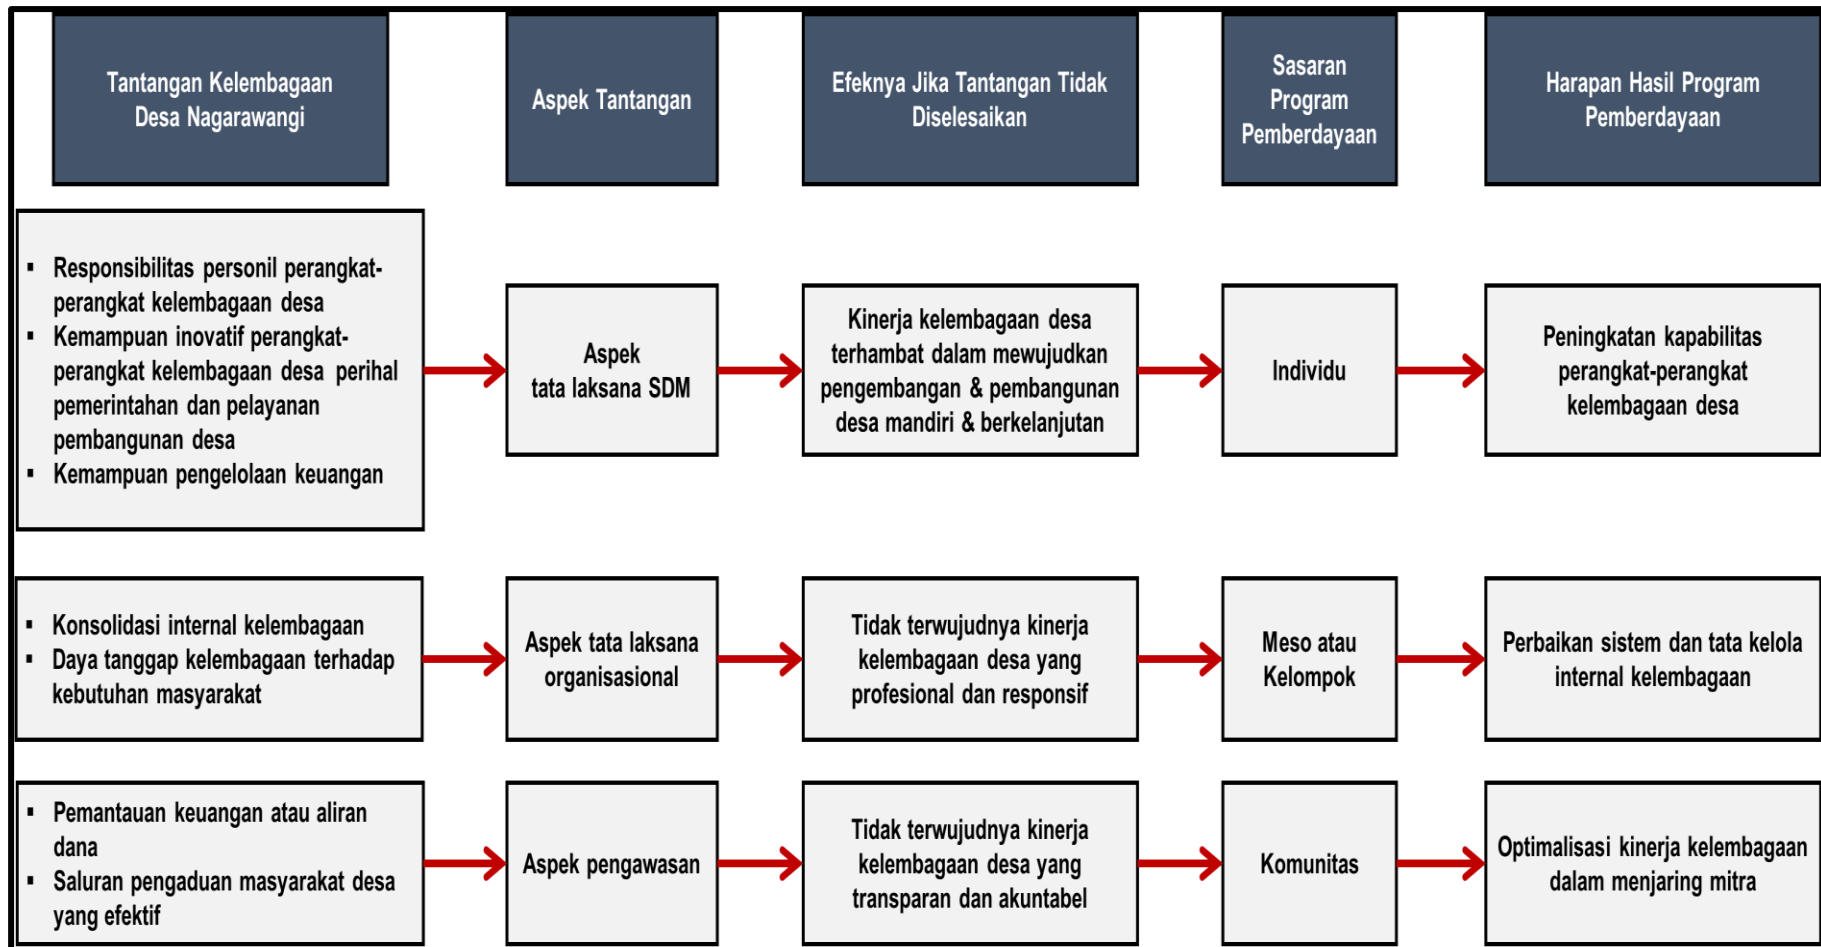 Tantangan Kelembagaan
Desa Nagarawangi
Aspek Tantangan
Efeknya Jika Tantangan Tidak
Diselesaikan
Sasaran
Program
Pemberdayaan
Harapan Hasil Program
Pemberdayaan
▪ Responsibilitas personil perangkat-
perangkat kelembagaan desa
▪ Kemampuan inovatif perangkat-
perangkat kelembagaan desa perihal
pemerintahan dan pelayanan
pembangunan desa
▪ Kemampuan pengelolaan keuangan
Aspek
tata laksana SDM
Kinerja kelembagaan desa
terhambat dalam mewujudkan
pengembangan & pembangunan
desa mandiri & berkelanjutan
Individu
Peningkatan kapabilitas
perangkat-perangkat
kelembagaan desa
▪ Konsolidasi internal kelembagaan
▪ Daya tanggap kelembagaan terhadap
kebutuhan masyarakat
Aspek tata laksana
organisasional
Tidak terwujudnya kinerja
kelembagaan desa yang
profesional dan responsif
Meso atau
Kelompok
Perbaikan sistem dan tata kelola
internal kelembagaan
▪ Pemantauan keuangan atau aliran
dana
▪ Saluran pengaduan masyarakat desa
yang efektif
Aspek pengawasan
Tidak terwujudnya kinerja
kelembagaan desa yang
transparan dan akuntabel
Komunitas
Optimalisasi kinerja kelembagaan
dalam menjaring mitra